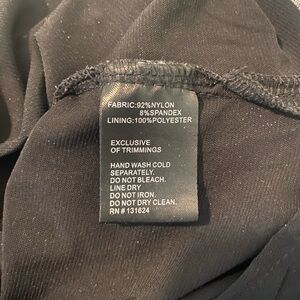 FABRIC:92%NYLON
8%SPANDEX
LINING:100%POLYESTER
EXCLUSIVE
OF TRIMMINGS
HAND WASH COLD
SEPARATELY.
DO NOT BLEACH.
LINE DRY
DO NOT IRON.
DO NOT DRY CLEAN.
RN # 131624